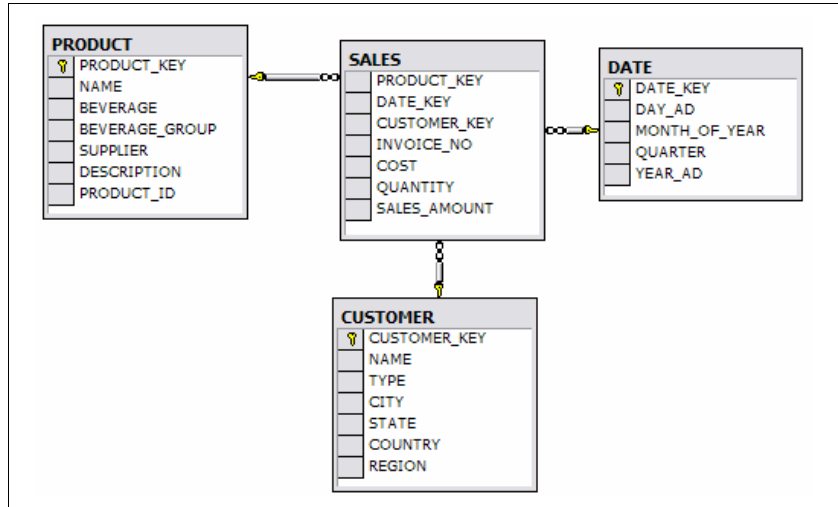 PRODUCT
PRODUCT_KEY
NAME
BEVERAGE
BEVERAGE_GROUP
SUPPLIER
DESCRIPTION
PRODUCT_ID
SALES
PRODUCT_KEY
DATE_KEY
CUSTOMER_KEY
INVOICE_NO
COST
QUANTITY
SALES_AMOUNT
DATE
DATE_KEY
DAY_AD
MONTH_OF_YEAR
QUARTER
YEAR_AD
CUSTOMER
CUSTOMER_KEY
NAME
TYPE
CITY
STATE
COUNTRY
REGION